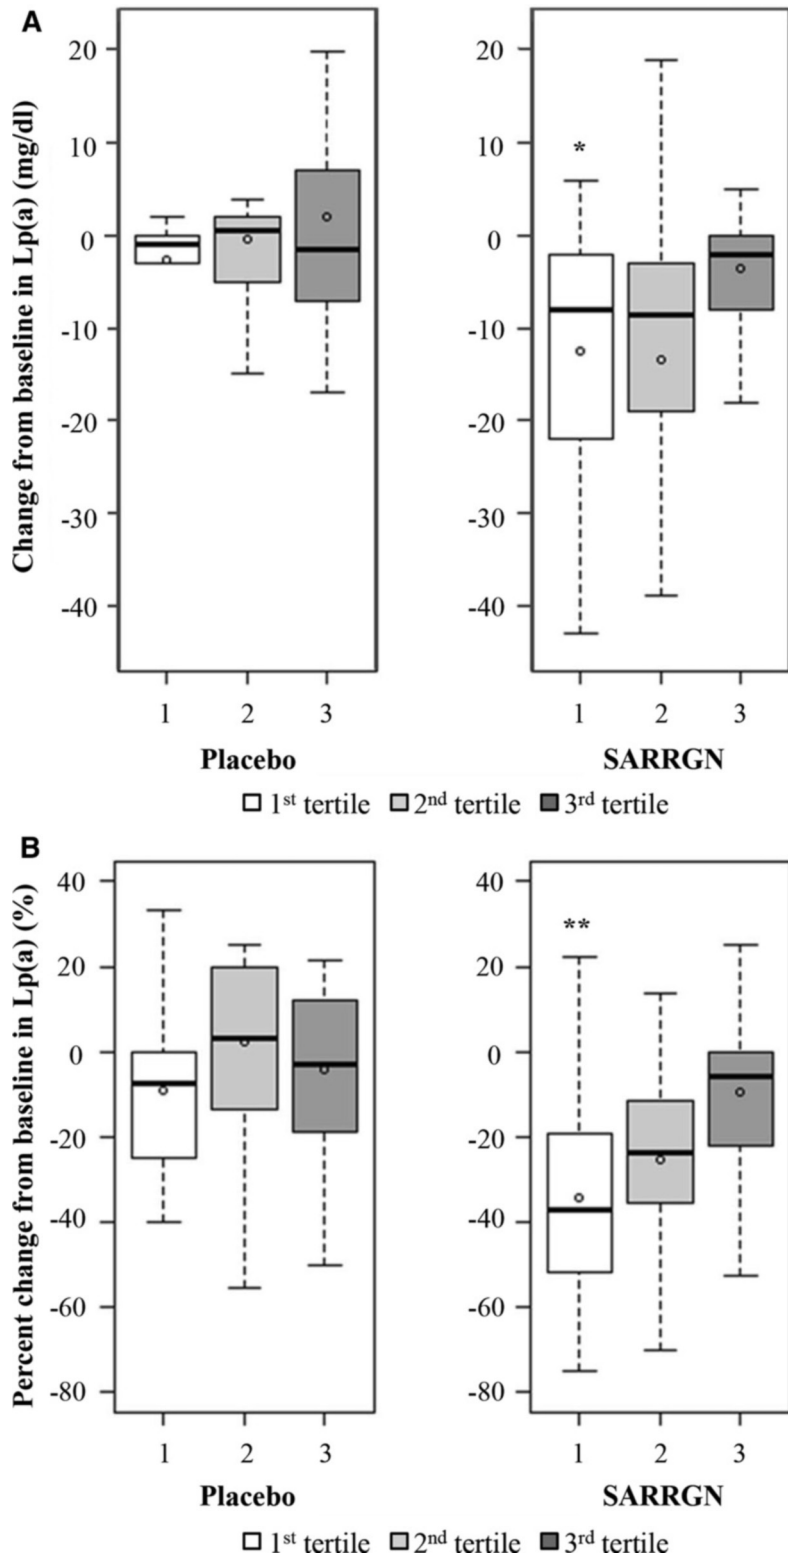 A
Change from baseline in Lp(a) (mg/dl)
20
10
0
-10
-20
-30
-40
1 2 3
Placebo
20
10
0
-10
-20
-30
-40
*
1 2 3
SARRGN
1st tertile 2nd tertile 3rd tertile
B
Percent change from baseline in Lp(a) (%)
40
20
0
-20
-40
-60
-80
1 2 3
Placebo
40
20
0
-20
-40
-60
-80
**
1 2 3
SARRGN
1st tertile 2nd tertile 3rd tertile